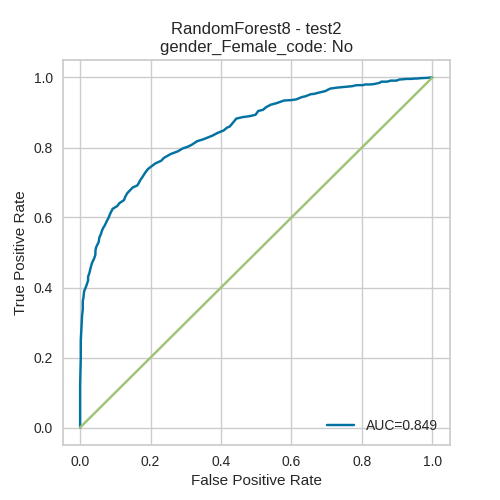 RandomForest8 - test2
gender_Female_code: No
True Positive Rate
1.0
0.8
0.6
0.4
0.2
0.0
AUC=0.849
0.0 0.2 0.4 0.6 0.8 1.0
False Positive Rate